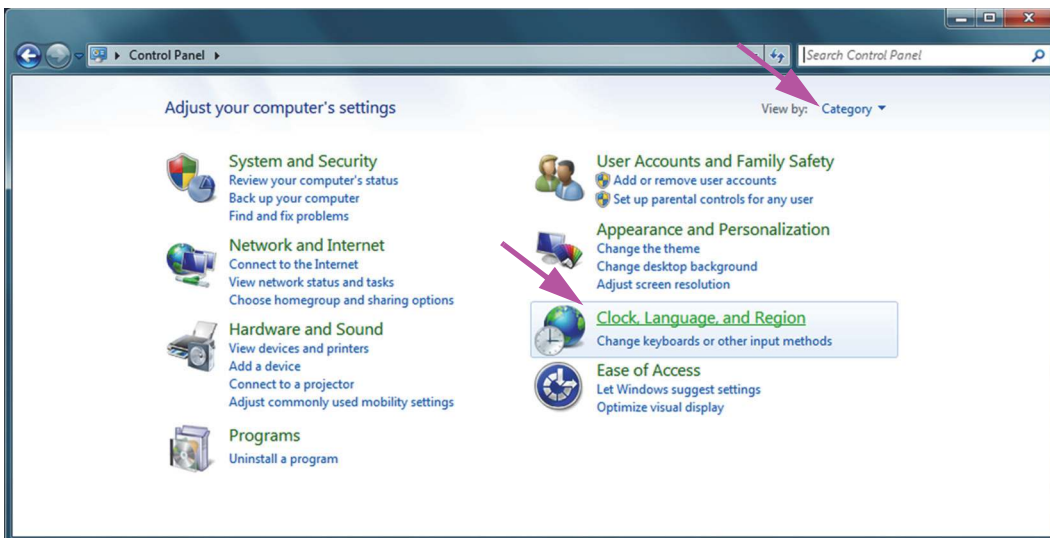 Control Panel
Search Control Panel
Adjust your computer's settings
View by: Category
System and Security
Review your computer's status
Back up your computer
Find and fix problems
Network and Internet
Connect to the Internet
View network status and tasks
Choose homegroup and sharing options
Hardware and Sound
View devices and printers
Add a device
Connect to a projector
Adjust commonly used mobility settings
Programs
Uninstall a program
User Accounts and Family Safety
Add or remove user accounts
Set up parental controls for any user
Appearance and Personalization
Change the theme
Change desktop background
Adjust screen resolution
Clock, Language, and Region
Change keyboards or other input methods
Ease of Access
Let Windows suggest settings
Optimize visual display